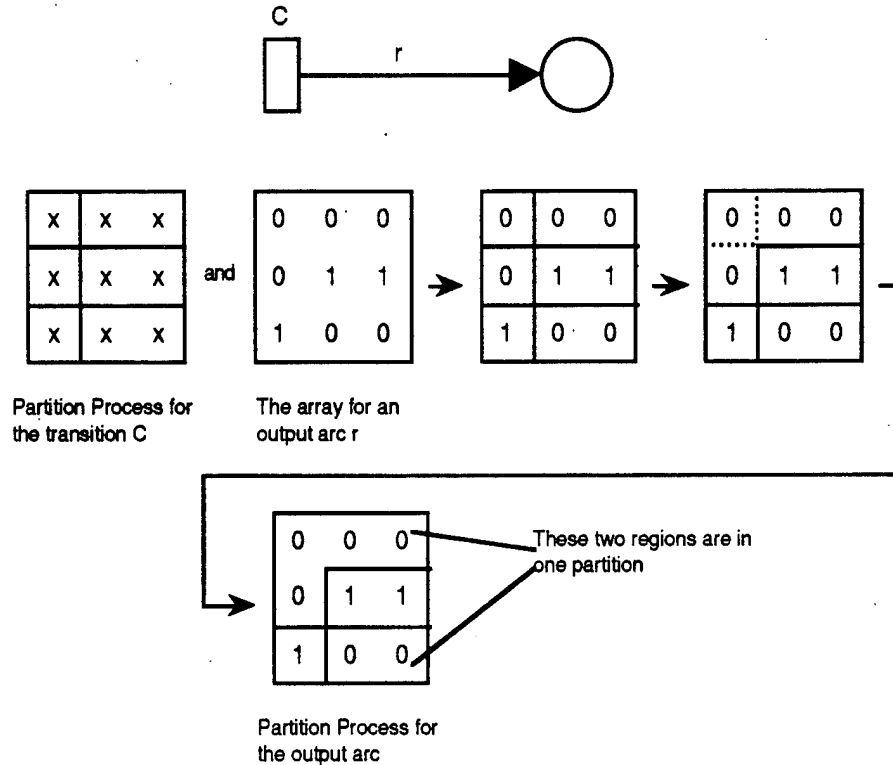 C
r
x x x
x x x
x x x
and
0 0 0
0 1 1
1 0 0
0 0 0
0 1 1
1 0 0
0 0 0
0 1 1
1 0 0
Partition Process for
the transition C
The array for an
output arc r
0 0 0
0 1 1
1 0 0
These two regions are in
one partition
Partition Process for
the output arc